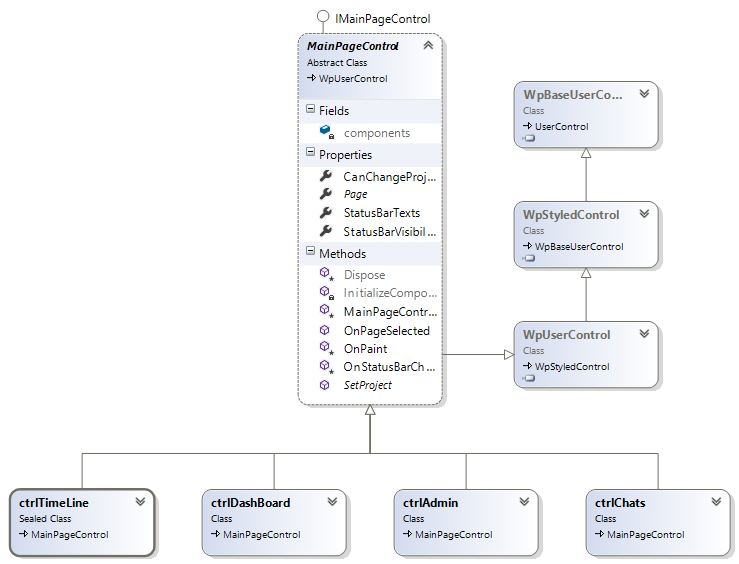 IMainPageControl
MainPageControl
Abstract Class
WpUserControl
Fields
components
Properties
CanChangeProj...
Page
StatusBarTexts
StatusBarVisibil...
Methods
Dispose
InitializeCompo...
MainPageContr...
OnPageSelected
OnPaint
OnStatusBarCh...
SetProject
WpBaseUserCo...
Class
UserControl
WpStyledControl
Class
WpBaseUserControl
WpUserControl
Class
WpStyledControl
ctrlTimeLine
Sealed Class
MainPageControl
ctrlDashBoard
Class
MainPageControl
ctrlAdmin
Class
MainPageControl
ctrlChats
Class
MainPageControl